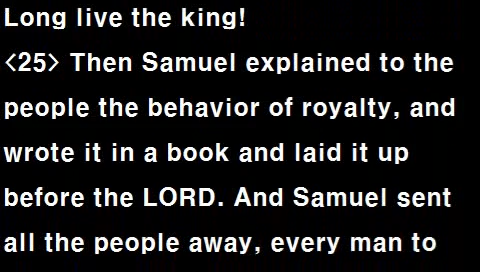 Long live the king!
<25> Then Samuel explained to the
people the behavior of royalty, and
wrote it in a book and laid it up
before the LORD. And Samuel sent
all the people away, every man to